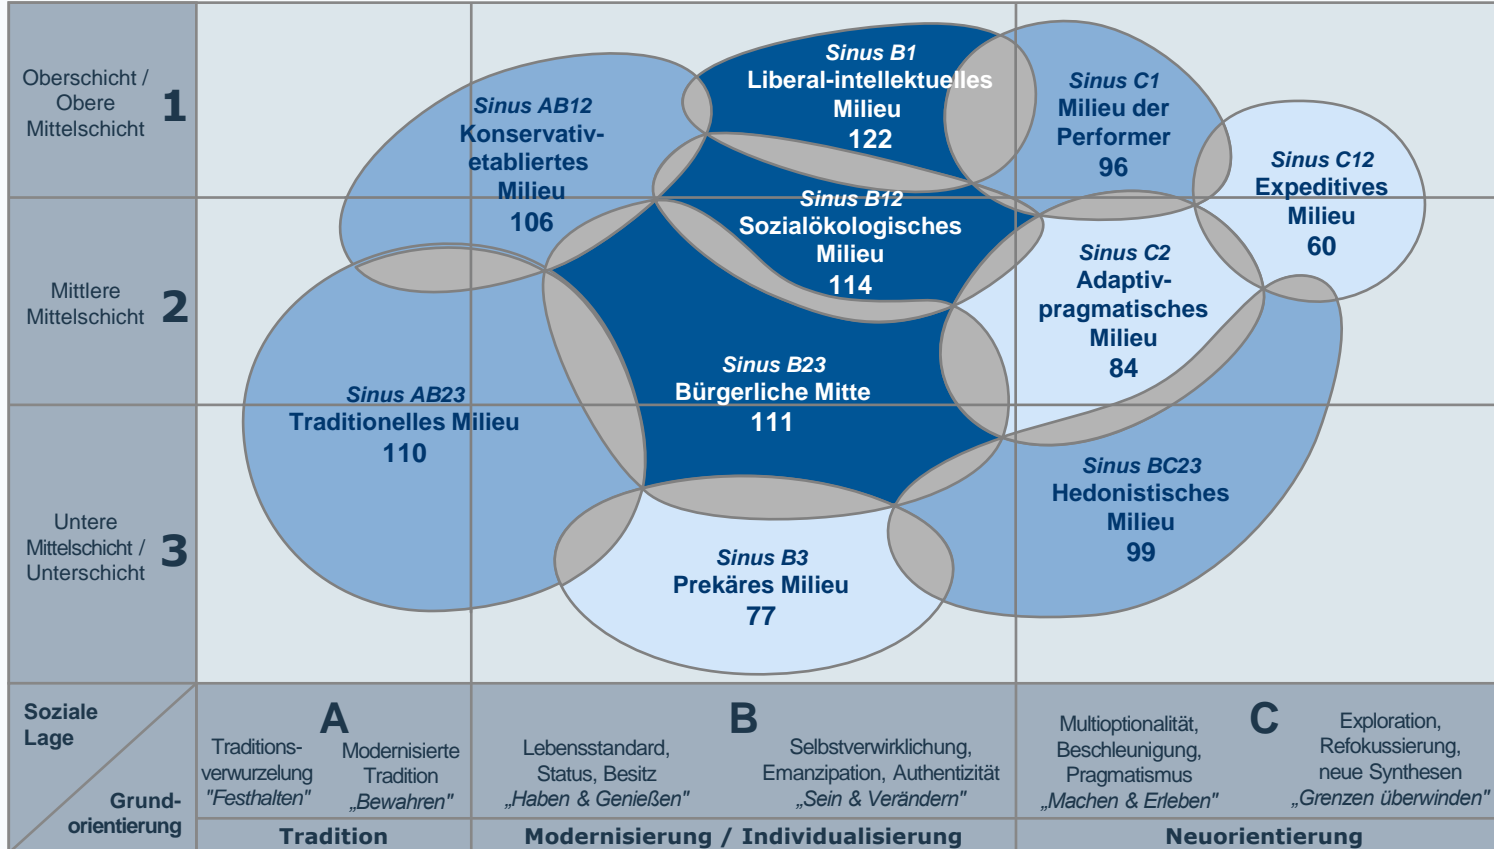 Oberschicht /
Obere
Mittelschicht
1
Mittlere
Mittelschicht
2
Untere
Mittelschicht /
Unterschicht
3
Sinus AB12
Konservativ-
etabliertes
Milieu
106
Sinus B1
Liberal-intellektuelles
Milieu
122
Sinus C1
Milieu der
Performer
96
Sinus C12
Expeditives
Milieu
60
Sinus B12
Sozialökologisches
Milieu
114
Sinus C2
Adaptiv-
pragmatisches
Milieu
84
Sinus AB23
Traditionelles Milieu
110
Sinus B23
Bürgerliche Mitte
111
Sinus BC23
Hedonistisches
Milieu
99
Sinus B3
Prekäres Milieu
77
Soziale
Lage
Grund-
orientierung
A
Traditions-
verwurzelung
"Festhalten"
Modernisierte
Tradition
„Bewahren"
B
Lebensstandard,
Status, Besitz
„Haben & Genießen"
Selbstverwirklichung,
Emanzipation, Authentizität
„Sein & Verändern"
C
Multioptionalität,
Beschleunigung,
Pragmatismus
„Machen & Erleben"
Exploration,
Refokussierung,
neue Synthesen
„Grenzen überwinden"
Tradition
Modernisierung / Individualisierung
Neuorientierung